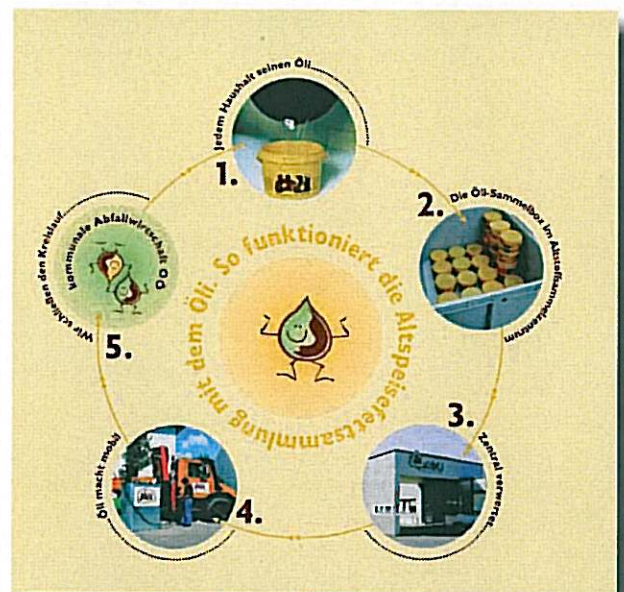 So funktioniert die Altspeisefettsammlung mit dem Öli.
1.
Jedem Haushalt seinen Öli
2.
Die Öli-Sammelbox im Altstoffsammelzentrum
3.
Zentral verwertet
4.
Öli macht mobil
5.
Wir schließen den Kreislauf
kommunale Abfallwirtschaft OÖ